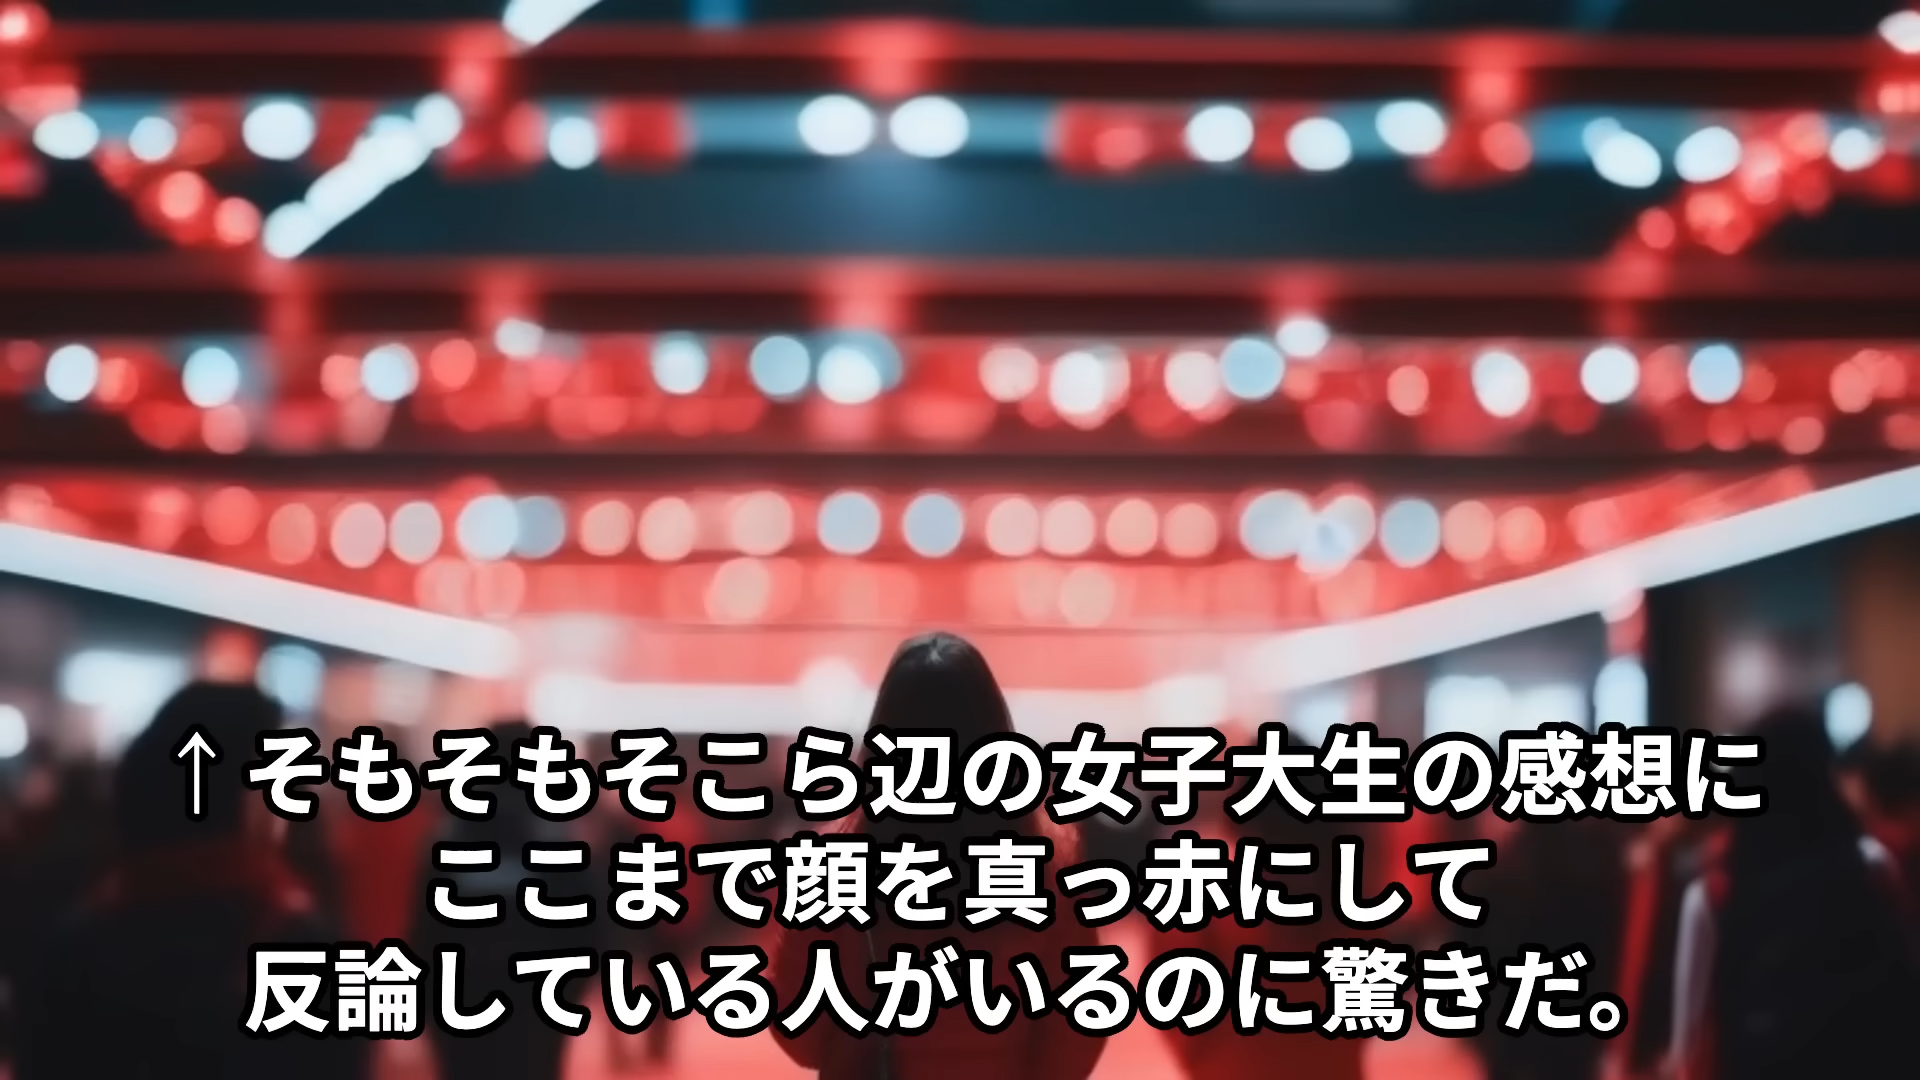 ↑そもそもそこら辺の女子大生の感想に
ここまで顔を真っ赤にして
反論している人がいるのに驚きだ。